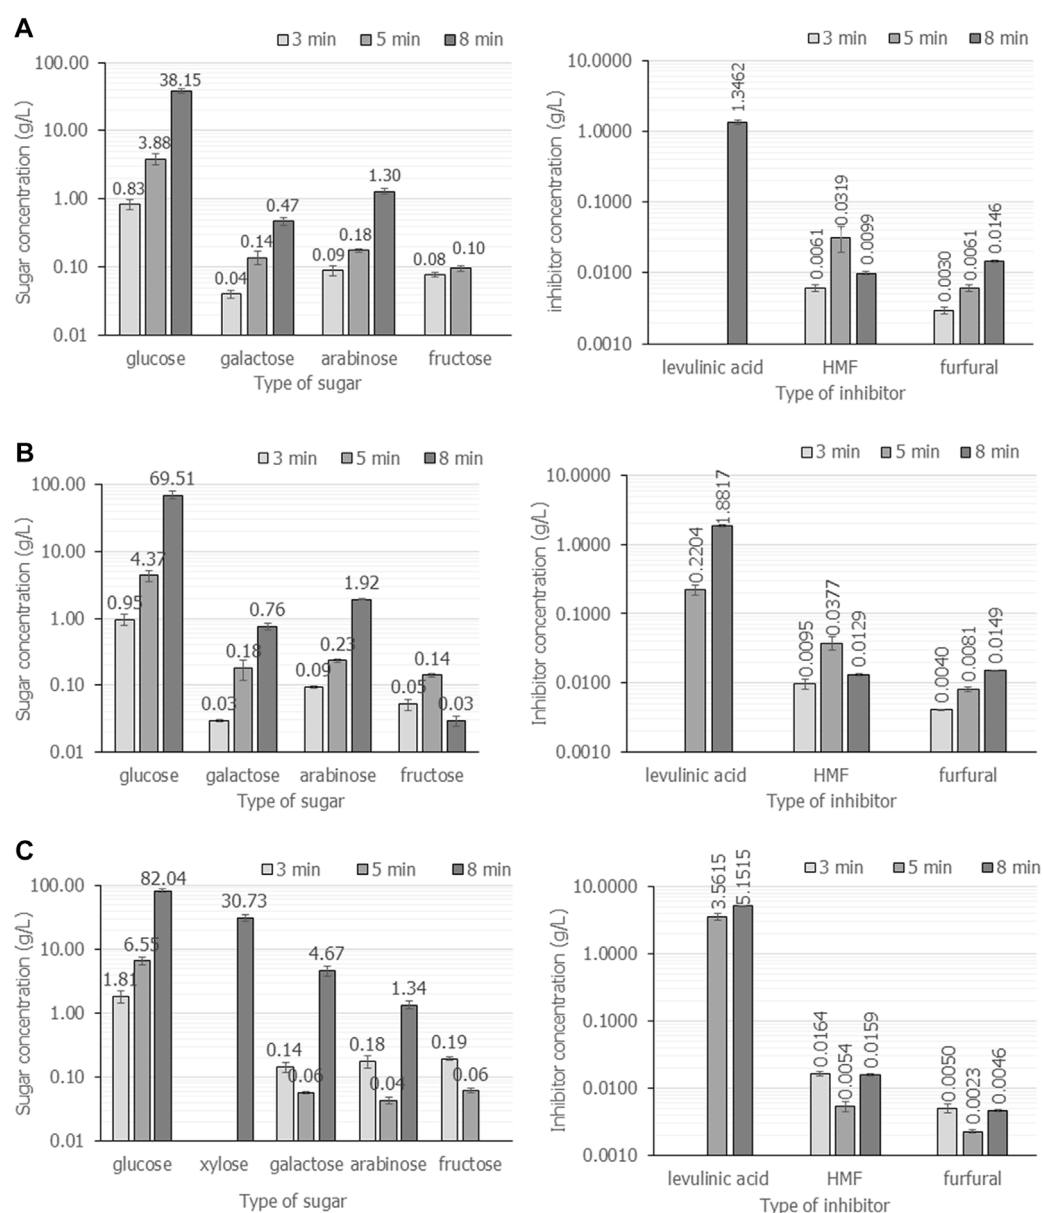 A
3 min 5 min 8 min
100.00
10.00
1.00
0.10
0.01
Sugar concentration (g/L)
0.83 3.88 38.15
0.04 0.14 0.47
0.09 0.18 1.30
0.08 0.10
glucose galactose arabinose fructose
Type of sugar
3 min 5 min 8 min
10.0000
1.0000
0.1000
0.0100
0.0010
inhibitor concentration (g/L)
1.3462
0.0061 0.0319 0.0099
0.0030 0.0061 0.0146
levulinic acid HMF furfural
Type of inhibitor
B
3 min 5 min 8 min
100.00
10.00
1.00
0.10
0.01
Sugar concentration (g/L)
0.95 4.37 69.51
0.03 0.18 0.76
0.09 0.23 1.92
0.05 0.14 0.03
glucose galactose arabinose fructose
Type of sugar
3 min 5 min 8 min
10.0000
1.0000
0.1000
0.0100
0.0010
Inhibitor concentration (g/L)
0.2204 1.8817
0.0095 0.0377 0.0129
0.0040 0.0081 0.0149
levulinic acid HMF furfural
Type of inhibitor
C
3 min 5 min 8 min
100.00
10.00
1.00
0.10
0.01
Sugar concentration (g/L)
1.81 6.55 82.04
30.73
0.14 0.06 4.67
0.18 0.04 1.34
0.19 0.06
glucose xylose galactose arabinose fructose
Type of sugar
3 min 5 min 8 min
10.0000
1.0000
0.1000
0.0100
0.0010
Inhibitor concentration (g/L)
3.5615 5.1515
0.0164 0.0054 0.0159
0.0050 0.0023 0.0046
levulinic acid HMF furfural
Type of inhibitor